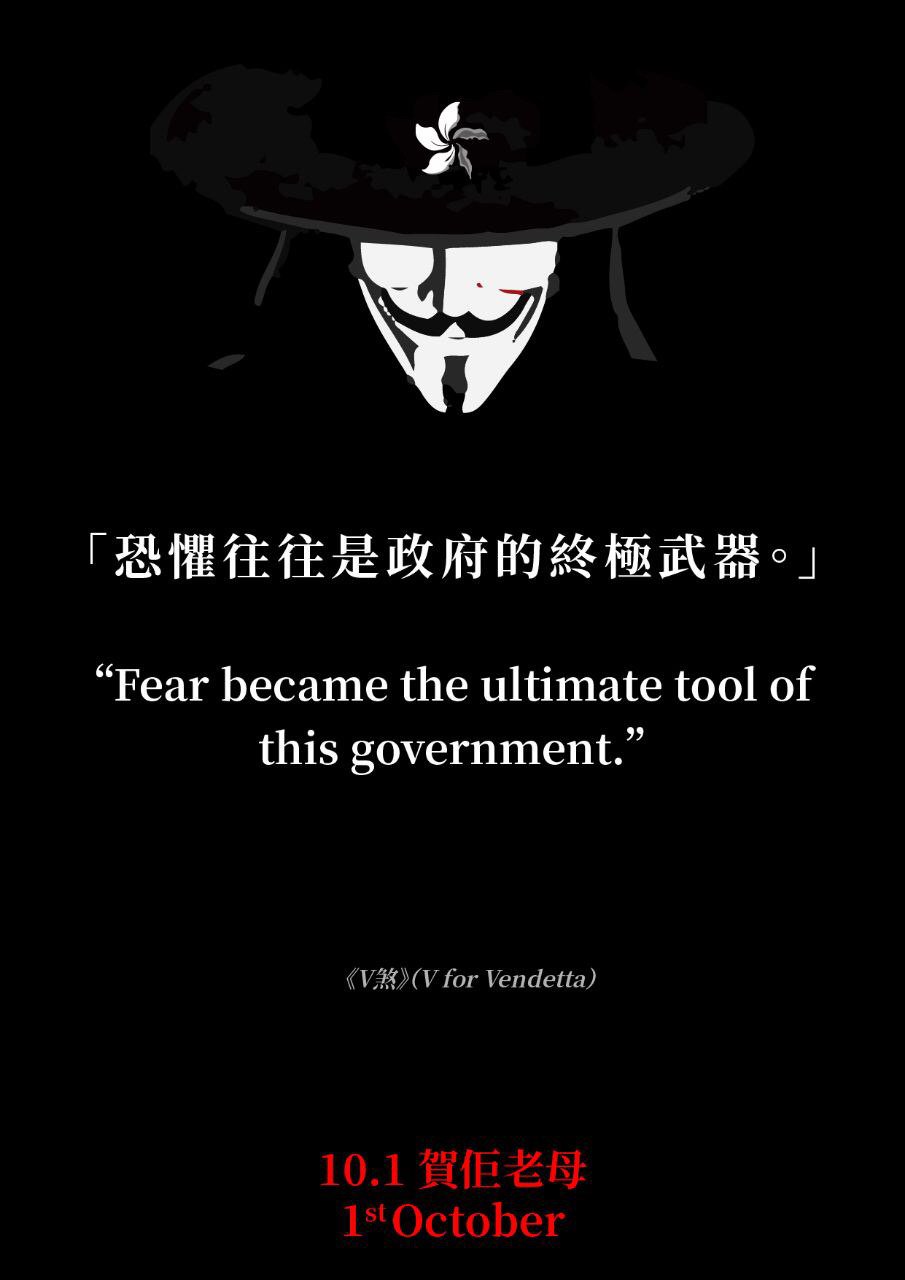 「恐懼往往是政府的終極武器。」
“Fear became the ultimate tool of
this government.”
《V煞》(V for Vendetta)
10.1 賀佢老母
1st October